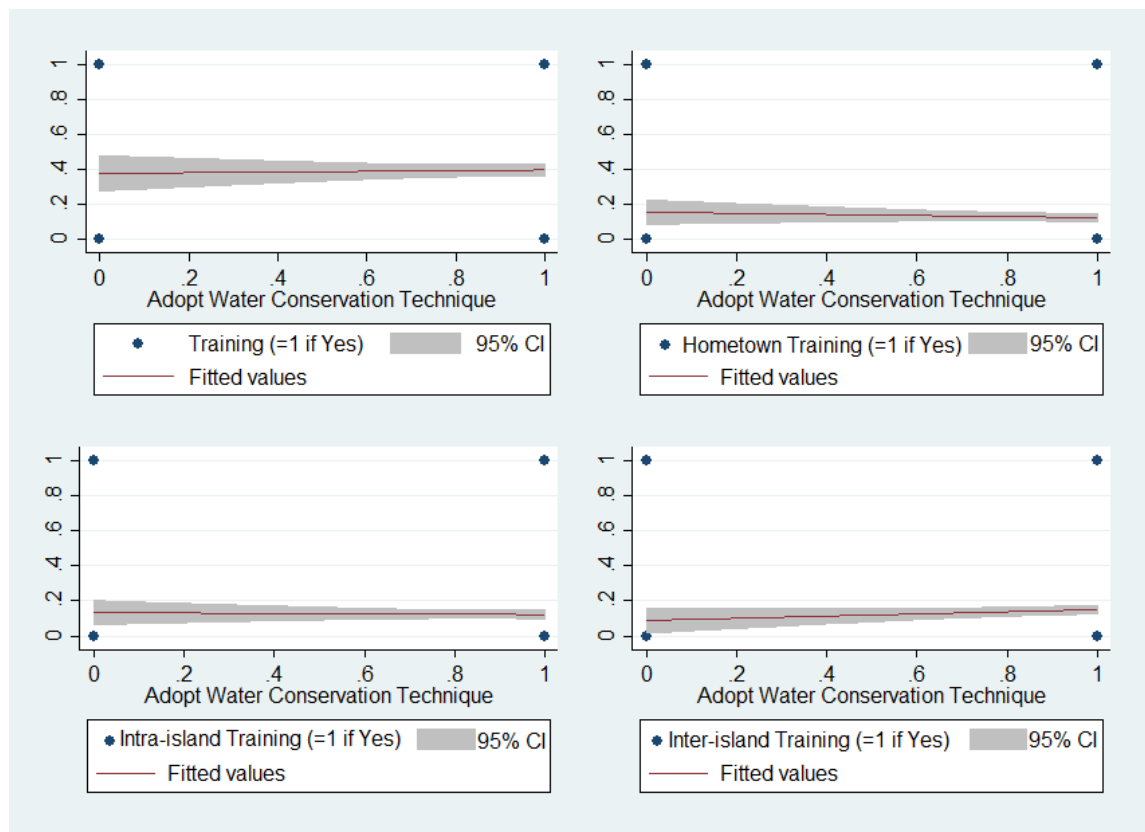 1
.8
.6
.4
.2
0
0 .2 .4 .6 .8 1
Adopt Water Conservation Technique
Training (=1 if Yes) 95% CI
Fitted values
1
.8
.6
.4
.2
0
0 .2 .4 .6 .8 1
Adopt Water Conservation Technique
Hometown Training (=1 if Yes) 95% CI
Fitted values
1
.8
.6
.4
.2
0
0 .2 .4 .6 .8 1
Adopt Water Conservation Technique
Intra-island Training (=1 if Yes) 95% CI
Fitted values
1
.8
.6
.4
.2
0
0 .2 .4 .6 .8 1
Adopt Water Conservation Technique
Inter-island Training (=1 if Yes) 95% CI
Fitted values